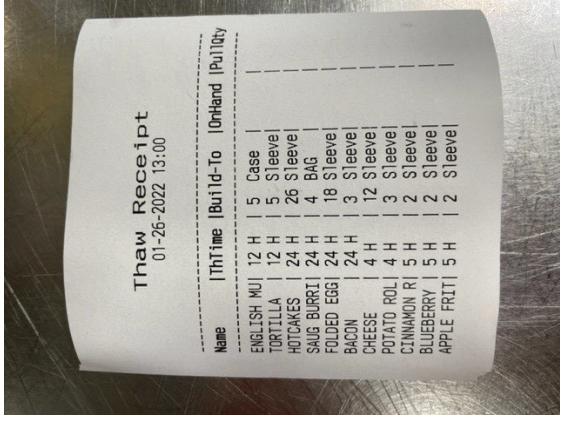 Thaw Receipt
01-26-2022 13:00
--------------------------------------------
Name |ThTime |Build-To |OnHand |PullQty
--------------------------------------------
ENGLISH MU| 12 H | 5 Case |
TORTILLA | 12 H | 5 Sleeve|
HOTCAKES | 24 H | 26 Sleeve|
SAUG BURRI| 24 H | 4 BAG |
FOLDED EGG| 24 H | 18 Sleeve|
BACON | 24 H | 3 Sleeve|
CHEESE | 4 H | 12 Sleeve|
POTATO ROL| 4 H | 3 Sleeve|
CINNAMON R| 5 H | 2 Sleeve|
BLUEBERRY | 5 H | 2 Sleeve|
APPLE FRIT| 5 H | 2 Sleeve|